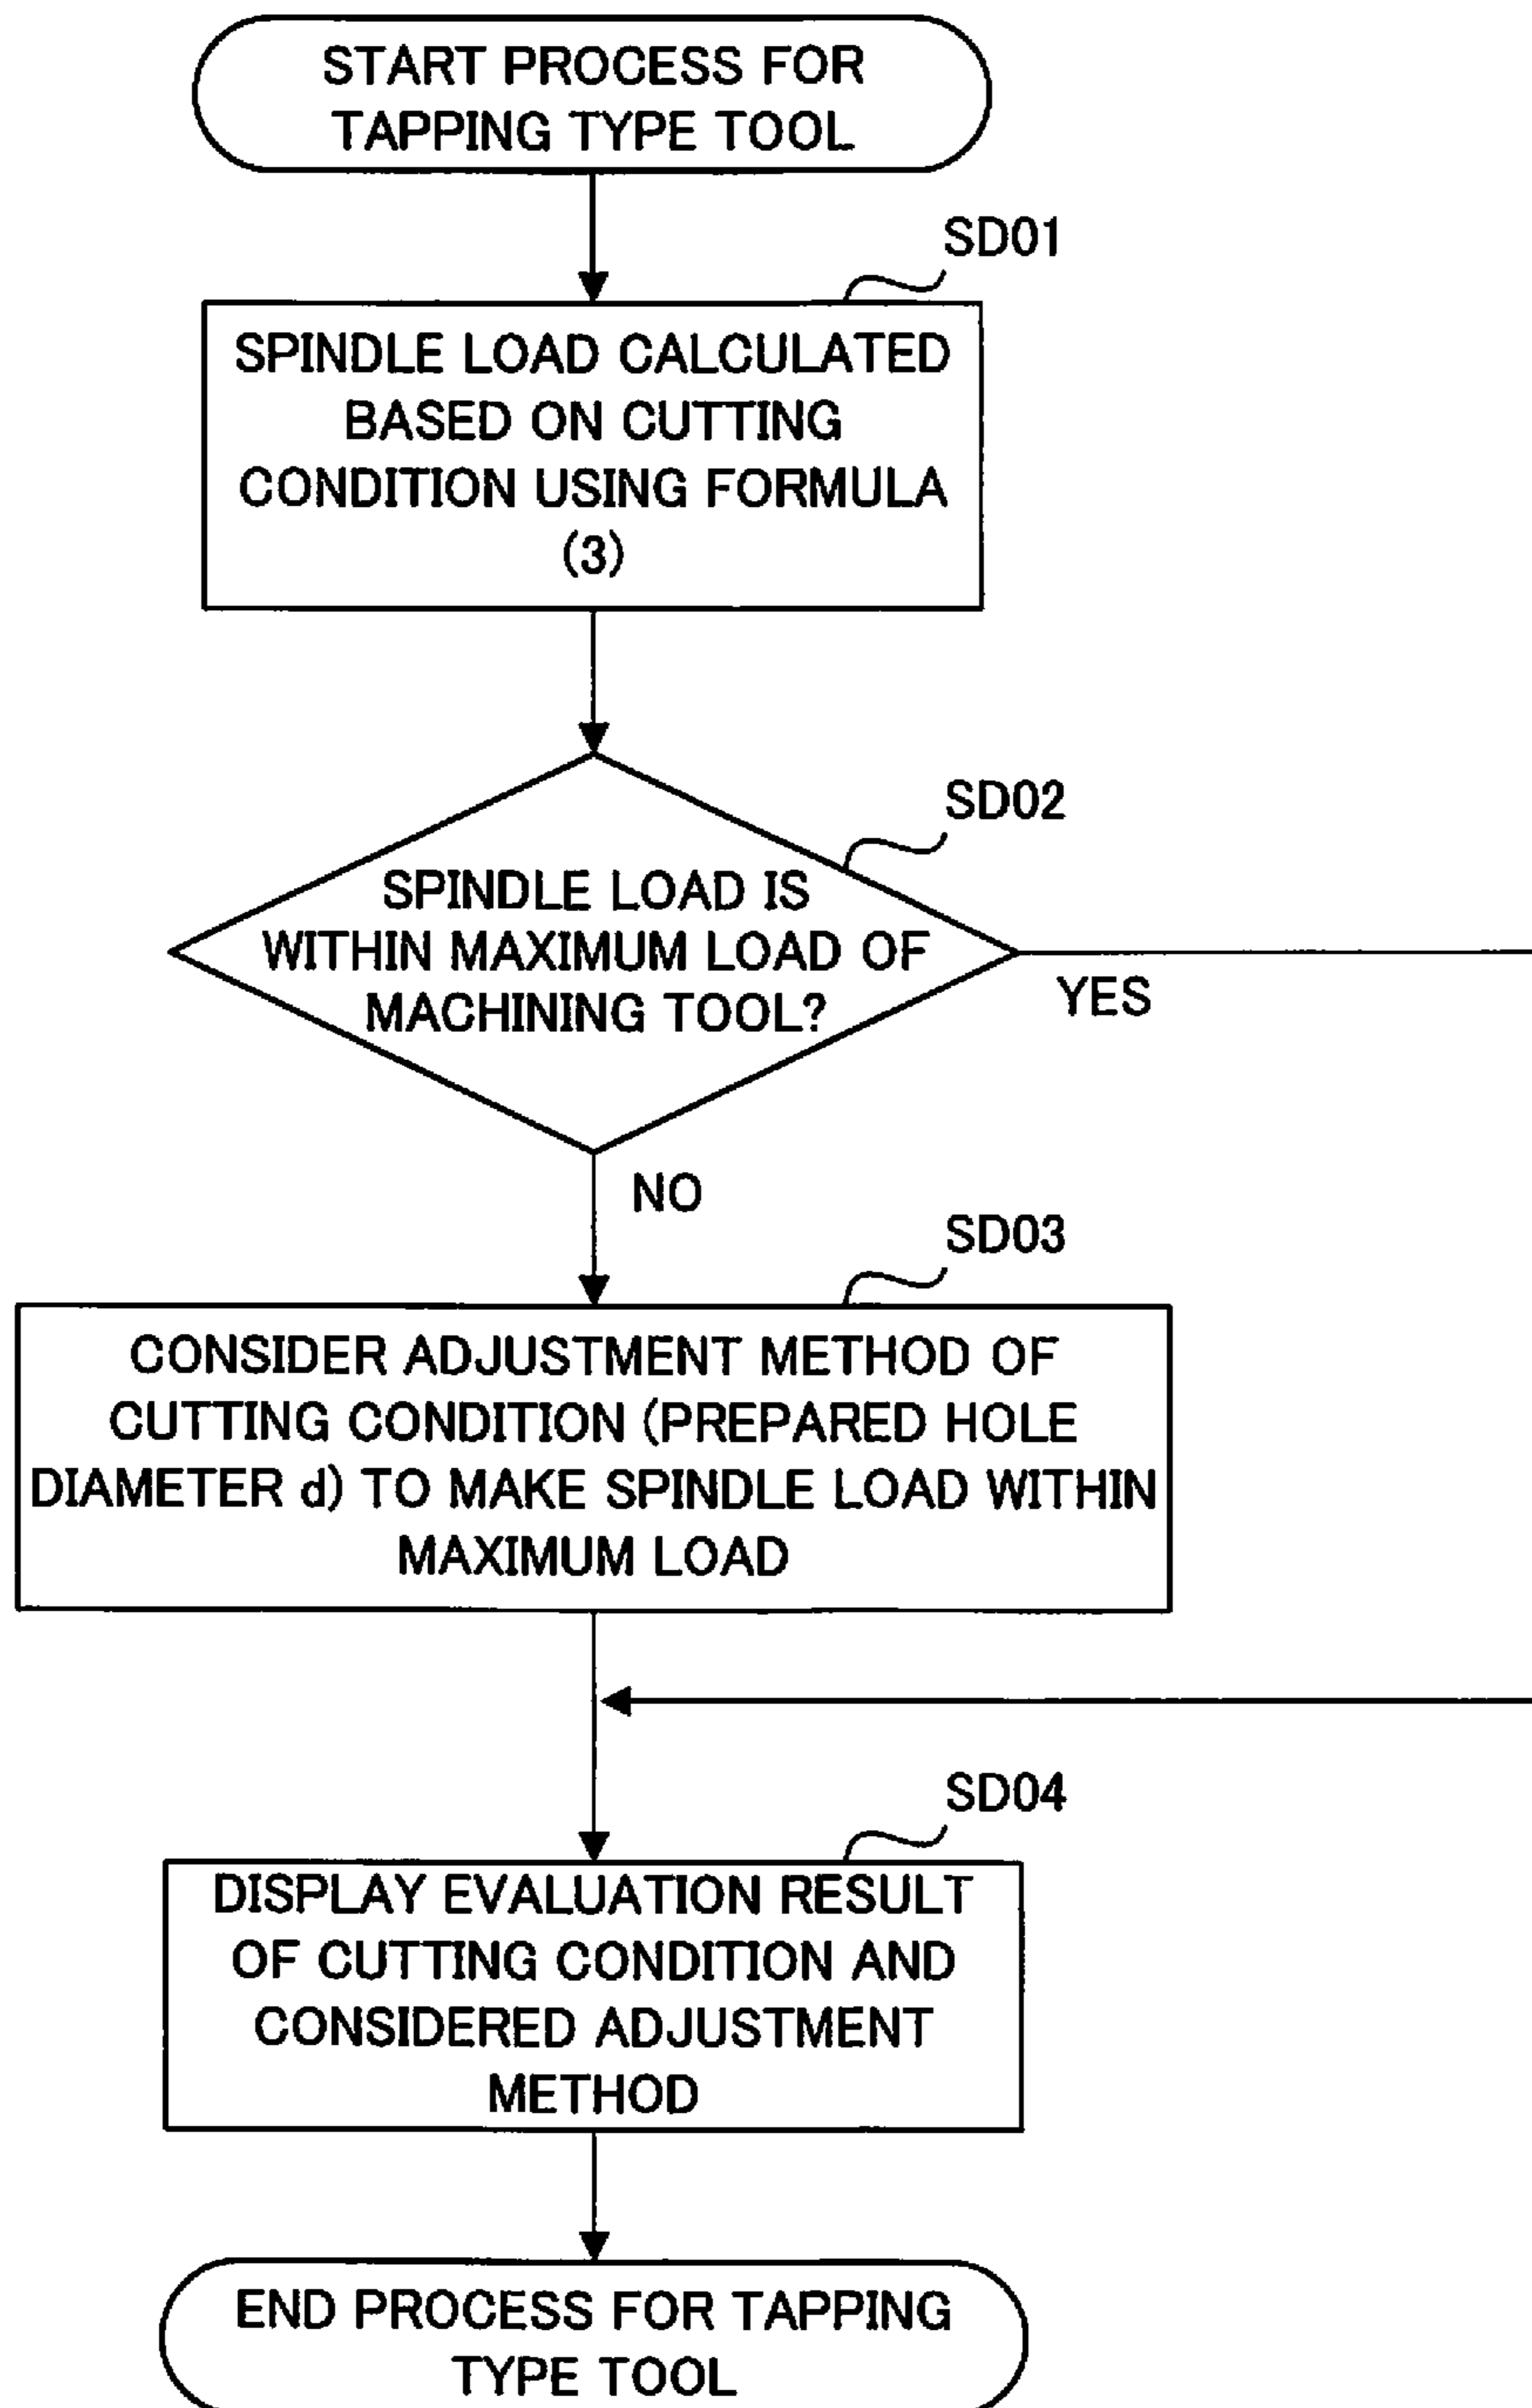 START PROCESS FOR
TAPPING TYPE TOOL
SD01
SPINDLE LOAD CALCULATED
BASED ON CUTTING
CONDITION USING FORMULA
(3)
SD02
SPINDLE LOAD IS
WITHIN MAXIMUM LOAD OF
MACHINING TOOL?
YES
NO
SD03
CONSIDER ADJUSTMENT METHOD OF
CUTTING CONDITION (PREPARED HOLE
DIAMETER d) TO MAKE SPINDLE LOAD WITHIN
MAXIMUM LOAD
SD04
DISPLAY EVALUATION RESULT
OF CUTTING CONDITION AND
CONSIDERED ADJUSTMENT
METHOD
END PROCESS FOR TAPPING
TYPE TOOL